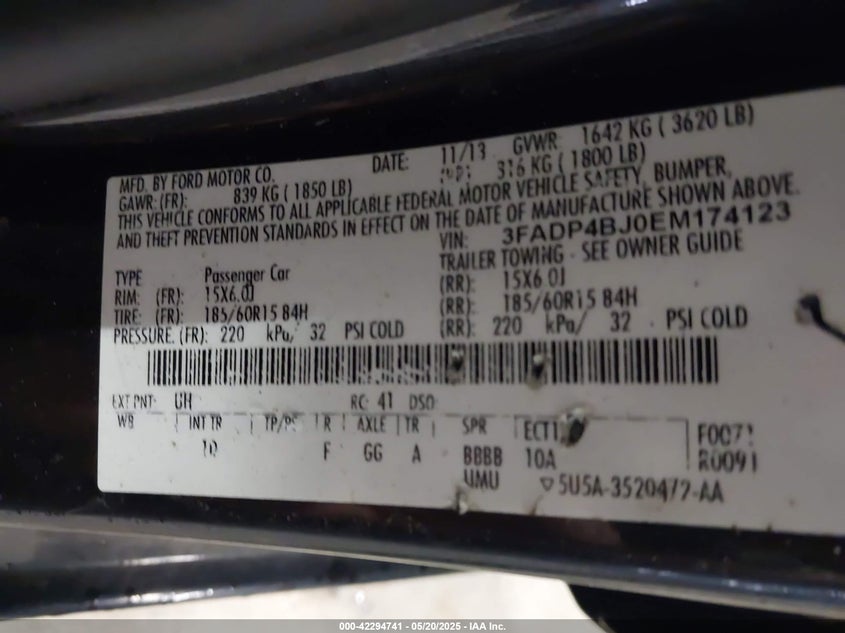 MFD. BY FORD MOTOR CO. DATE: 11/13 GVWR: 1642 KG ( 3620 LB)
GAWR: (FR): 839 KG ( 1850 LB) 816 KG ( 1800 LB)
THIS VEHICLE CONFORMS TO ALL APPLICABLE FEDERAL MOTOR VEHICLE SAFETY, BUMPER,
AND THEFT PREVENTION STANDARDS IN EFFECT ON THE DATE OF MANUFACTURE SHOWN ABOVE.
VIN: 3FADP4BJ0EM174123
TYPE Passenger Car TRAILER TOWING - SEE OWNER GUIDE
RIM: (FR): 15X6.0J (RR): 15X6.0J
TIRE: (FR): 185/60R15 84H (RR): 185/60R15 84H
PRESSURE. (FR): 220 kPa/ 32 PSI COLD (RR): 220 kPa/ 32 PSI COLD
EXT PNT: UH RC: 41 DSO:
WB INT TR TP/PS R AXLE TR SPR F0071
F GG A BBBB 10A R0091
UMU 5U5A-3520472-AA
000-42294741 - 05/20/2025 - IAA Inc.